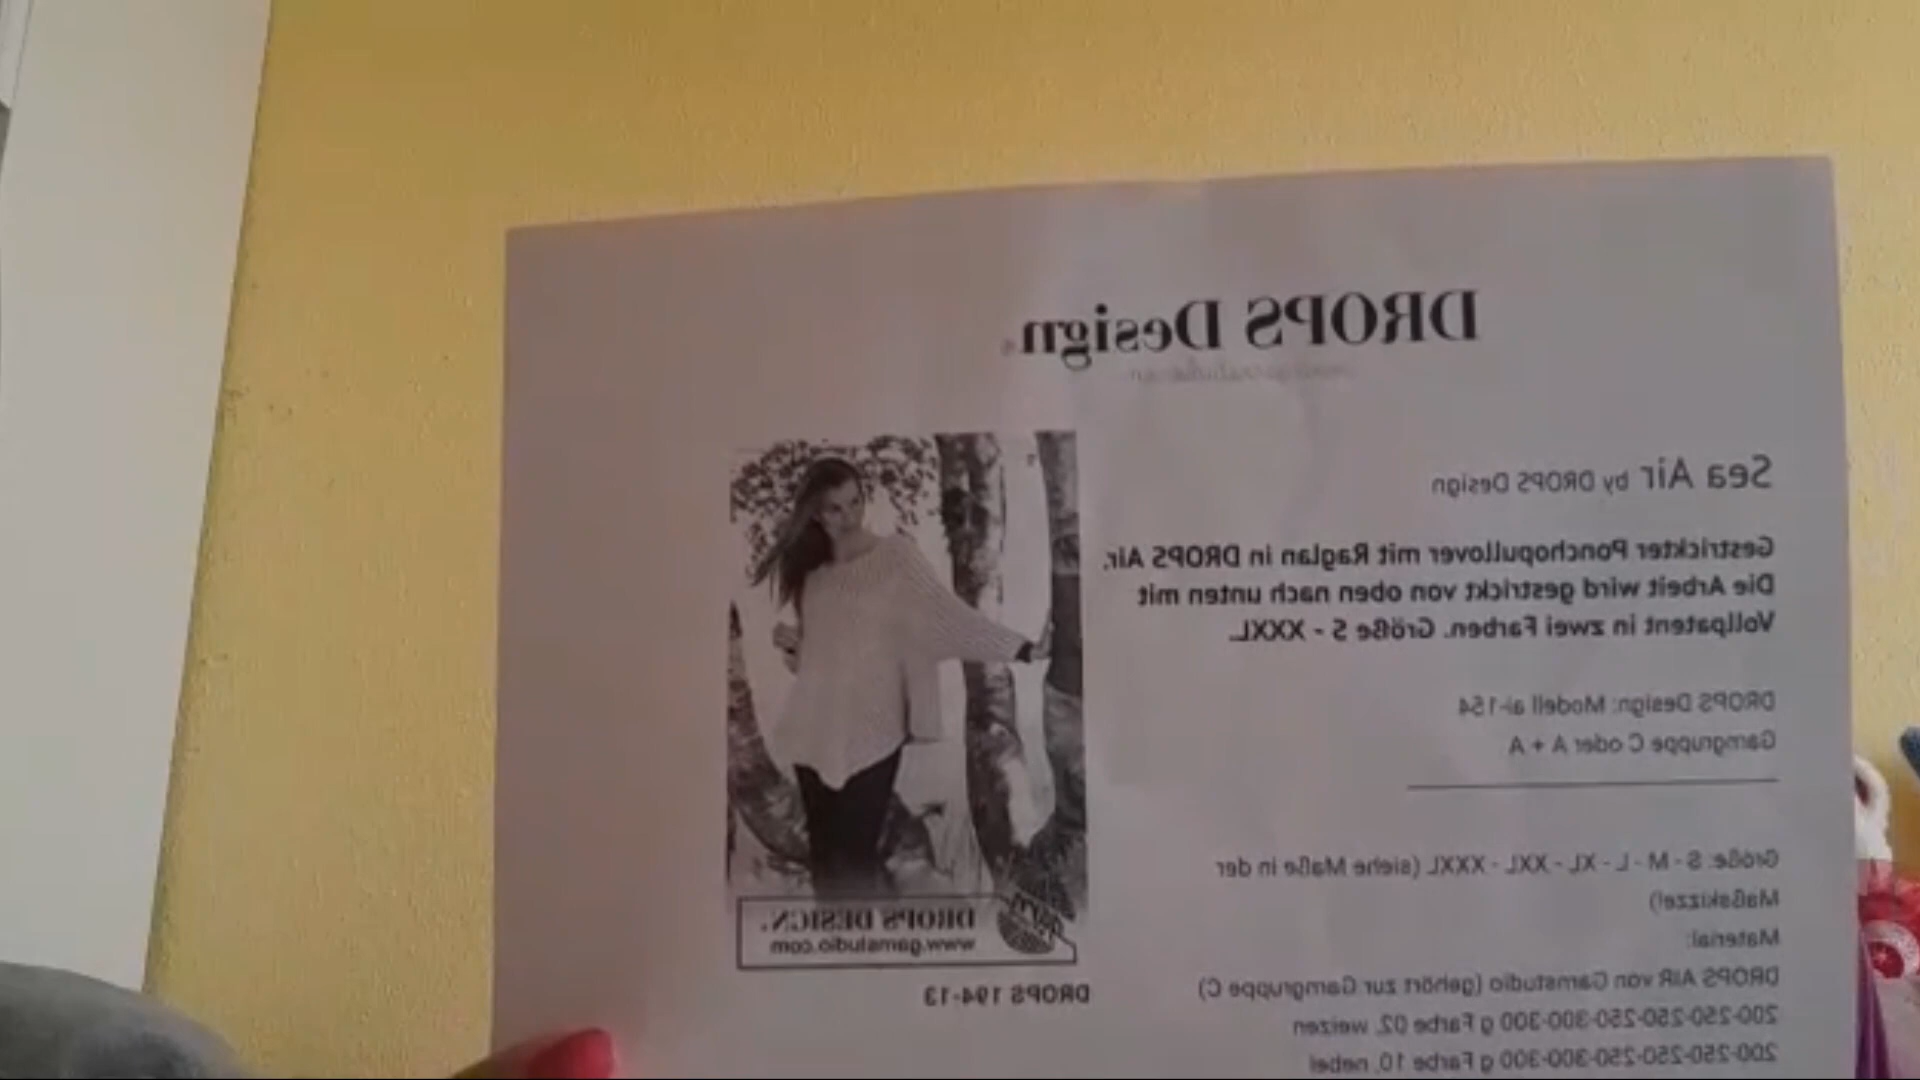 DROPS Design
Sea Air by DROPS Design
Gestrickter Ponchopullover mit Raglan in DROPS Air.
Die Arbeit wird gestrickt von oben nach unten mit
Vollpatent in zwei Farben. Größe S - XXXL.
DROPS Design: Modell ai-154
Garngruppe C oder A + A
Größe: S - M - L - XL - XXL - XXXL (siehe Maße in der
Maßskizze!)
Material:
DROPS AIR von Garnstudio (gehört zur Garngruppe C)
200-250-250-250-300-300 g Farbe 02, weizen
200-250-250-250-300-300 g Farbe 10, nebel
DROPS DESIGN.
www.garnstudio.com
DROPS 194-13